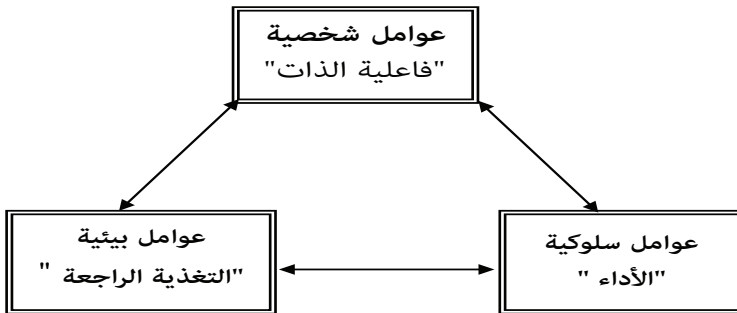 عوامل شخصية
"فاعلية الذات"
عوامل سلوكية
"الأداء "
عوامل بيئية
"التغذية الراجعة "